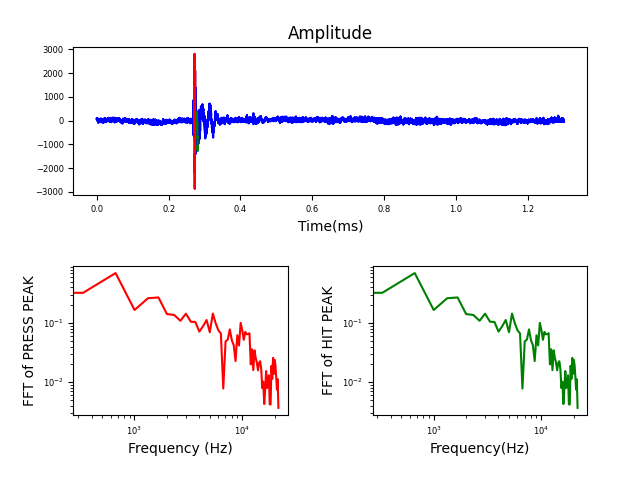 Amplitude
3000
2000
1000
0
−1000
−2000
−3000
0.0 0.2 0.4 0.6 0.8 1.0 1.2
Time(ms)
FFT of PRESS PEAK
10⁻¹
10⁻²
10³ 10⁴
Frequency (Hz)
FFT of HIT PEAK
10⁻¹
10⁻²
10³ 10⁴
Frequency(Hz)